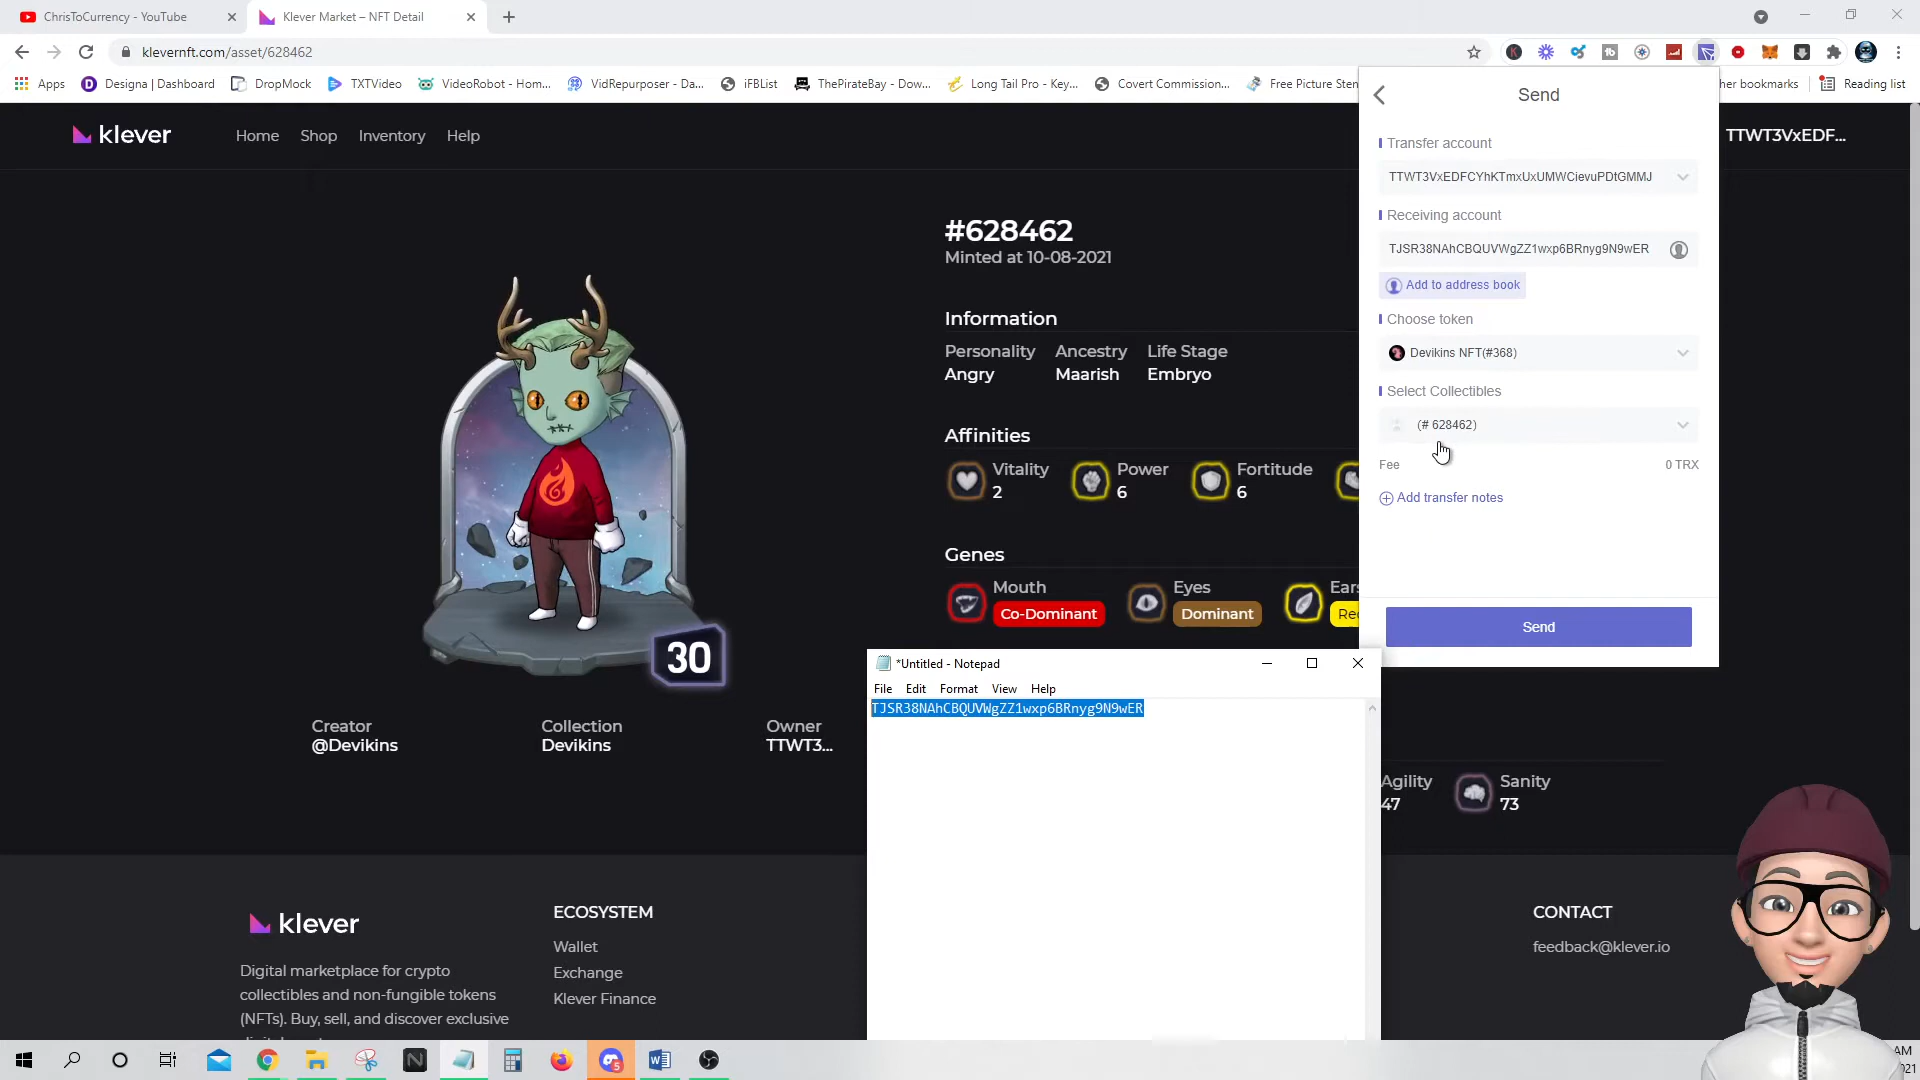 ChrisToCurrency - YouTube
Klever Market – NFT Detail
klevernft.com/asset/628462
Apps
Designa | Dashboard
DropMock
TXTVideo
VideoRobot - Hom...
VidRepurposer - Da...
iFBList
ThePirateBay - Dow...
Long Tail Pro - Key...
Covert Commission...
Free Picture Sten
her bookmarks
Reading list
klever
Home
Shop
Inventory
Help
TTWT3VxEDF...
#628462
Minted at 10-08-2021
Information
Personality
Ancestry
Life Stage
Angry
Maarish
Embryo
Affinities
Vitality
2
Power
6
Fortitude
6
Genes
Mouth
Co-Dominant
Eyes
Dominant
Ears
Rec
30
Creator
@Devikins
Collection
Devikins
Owner
TTWT3...
Agility
47
Sanity
73
Send
Transfer account
TTWT3VxEDFCYhKTmxUxUMWCievuPDtGMMJ
Receiving account
TJSR38NAhCBQUVWgZZ1wxp6BRnyg9N9wER
Add to address book
Choose token
Devikins NFT(#368)
Select Collectibles
(# 628462)
Fee
0 TRX
Add transfer notes
Send
*Untitled - Notepad
File
Edit
Format
View
Help
TJSR38NAhCBQUVWgZZ1wxp6BRnyg9N9wER
klever
Digital marketplace for crypto
collectibles and non-fungible tokens
(NFTs). Buy, sell, and discover exclusive
ECOSYSTEM
Wallet
Exchange
Klever Finance
CONTACT
feedback@klever.io
AM
021